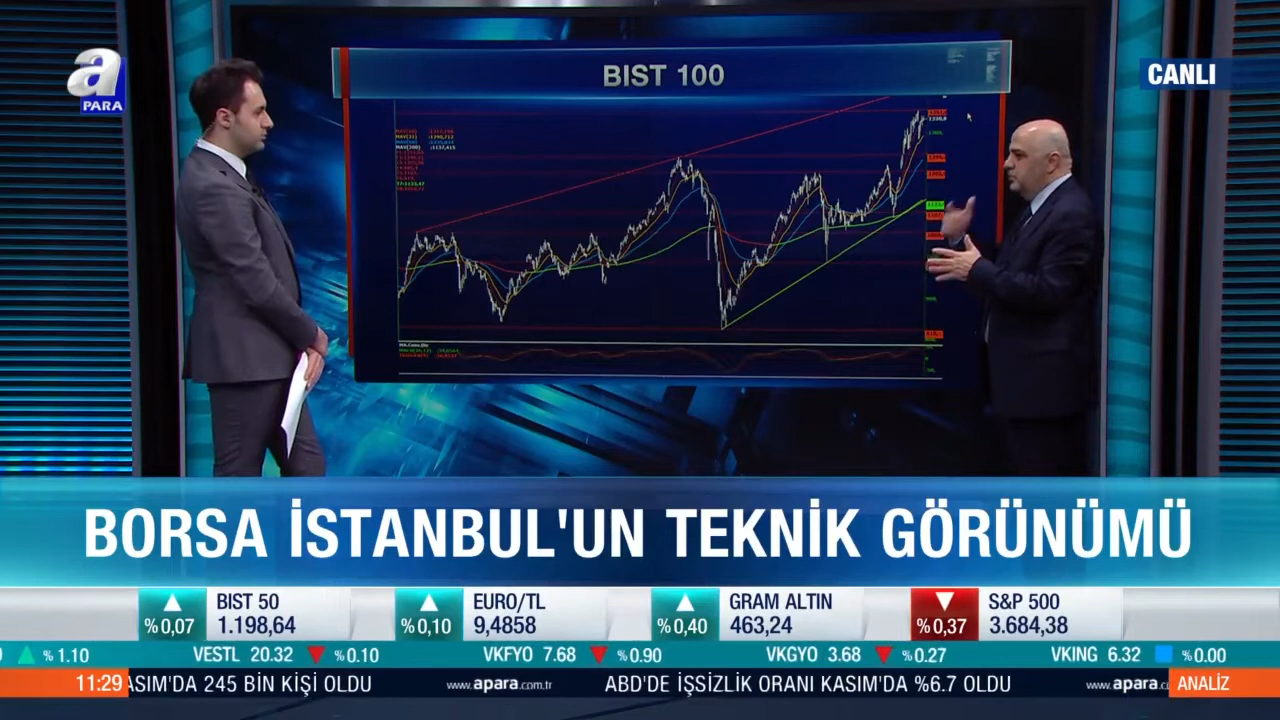 a
PARA
BIST 100
CANLI
BORSA İSTANBUL'UN TEKNİK GÖRÜNÜMÜ
%0,07 BIST 50 1.198,64
%0,10 EURO/TL 9,4858
%0,40 GRAM ALTIN 463,24
%0,37 S&P 500 3.684,38
% 1.10 VESTL 20.32 %0.10 VKFYO 7.68 %0.90 VKGYO 3.68 %0.27 VKING 6.32 %0.00
11:29 ASIM'DA 245 BİN KİŞİ OLDU www.apara.com.tr ABD'DE İŞSİZLİK ORANI KASIM'DA %6.7 OLDU www.apara.c ANALİZ